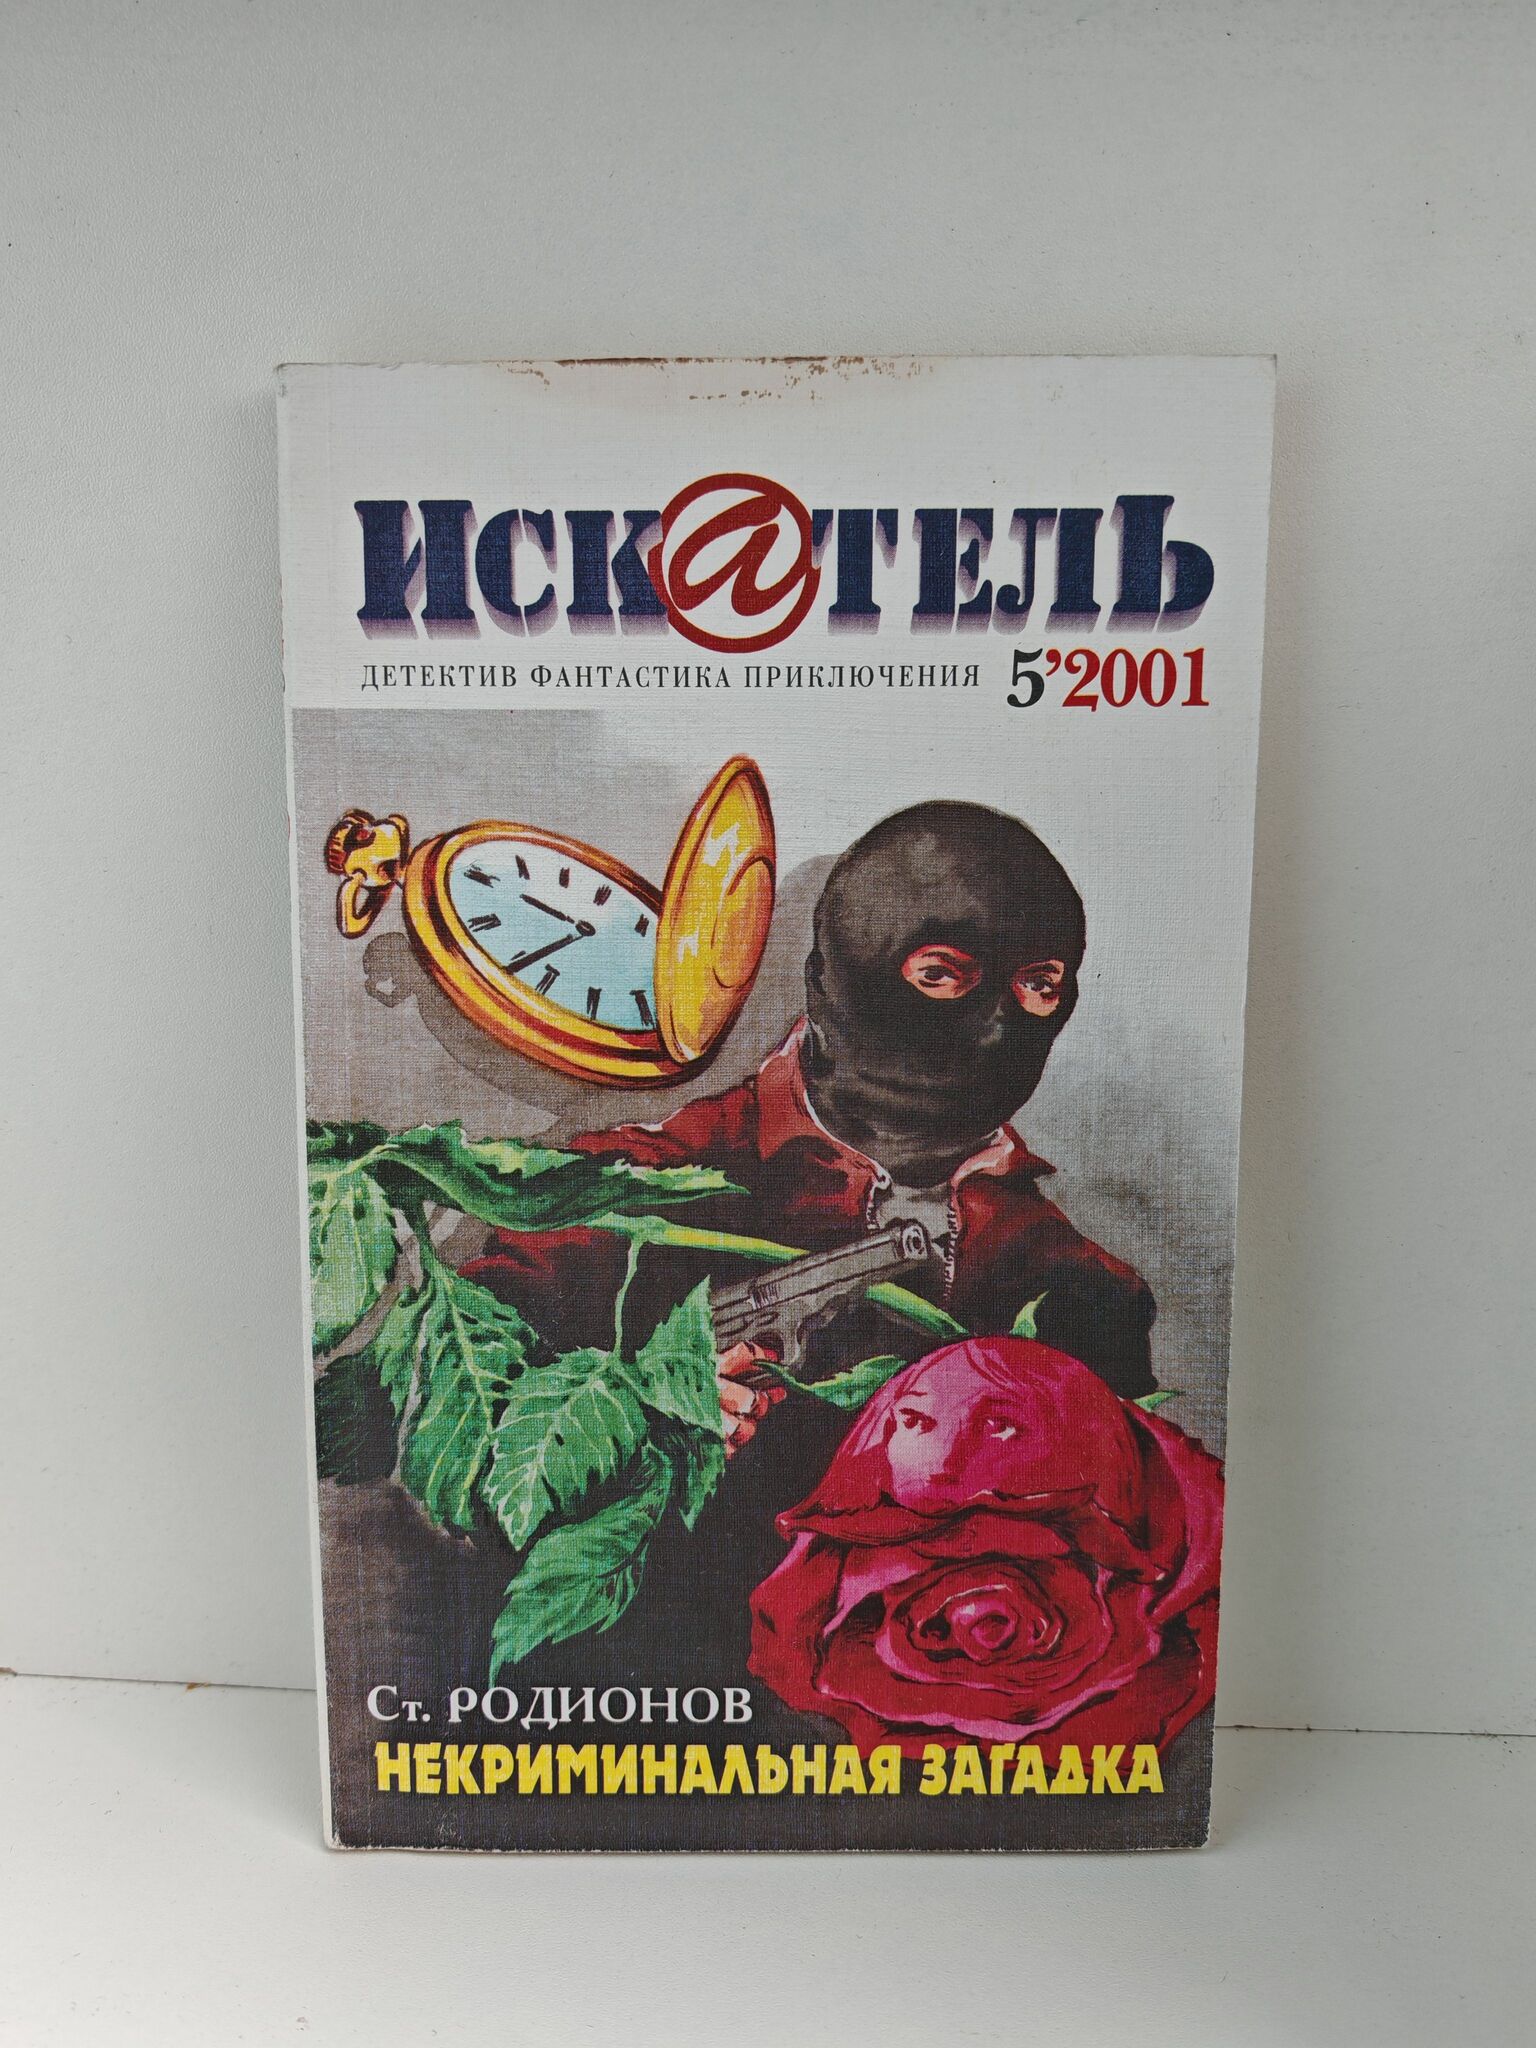 ИСК@ТЕЛЬ
ДЕТЕКТИВ ФАНТАСТИКА ПРИКЛЮЧЕНИЯ 5’2001
Ст. РОДИОНОВ
НЕКРИМИНАЛЬНАЯ ЗАГАДКА